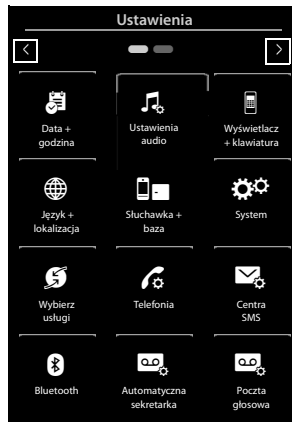 Ustawienia
Data +
godzina
Ustawienia
audio
Wyświetlacz
+ klawiatura
Język +
lokalizacja
Słuchawka +
baza
System
Wybierz
usługi
Telefonia
Centra
SMS
Bluetooth
Automatyczna
sekretarka
Poczta
głosowa